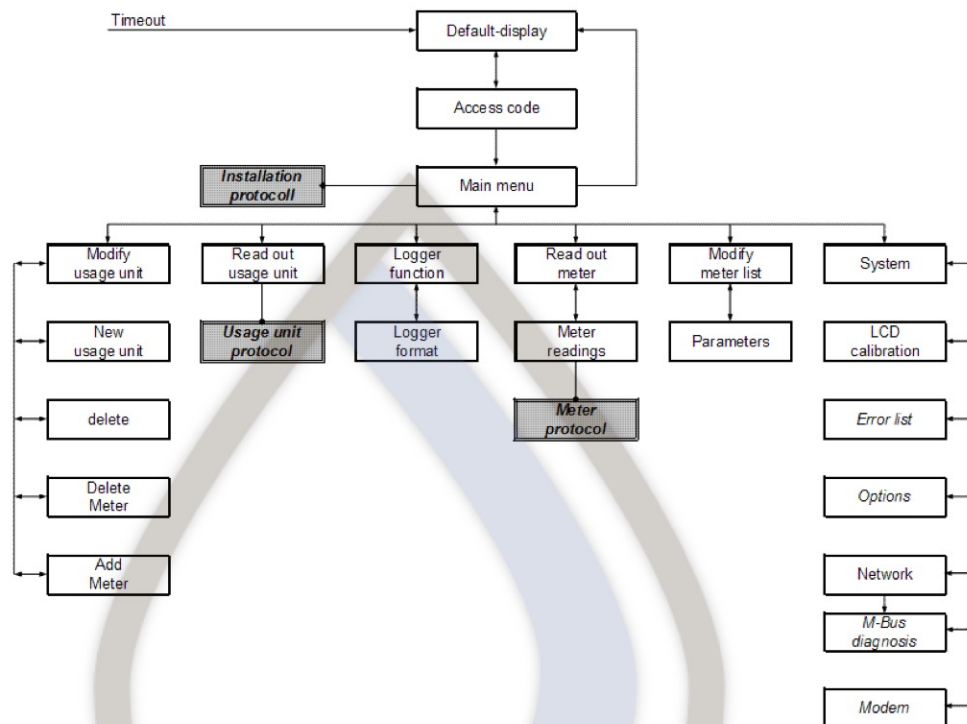 Timeout
Default-display
Access code
Installation
protocoll
Main menu
Modify
usage unit
Read out
usage unit
Logger
function
Read out
meter
Modify
meter list
System
New
usage unit
Usage unit
protocol
Logger
format
Meter
readings
Parameters
LCD
calibration
delete
Meter
protocol
Error list
Delete
Meter
Options
Add
Meter
Network
M-Bus
diagnosis
Modem